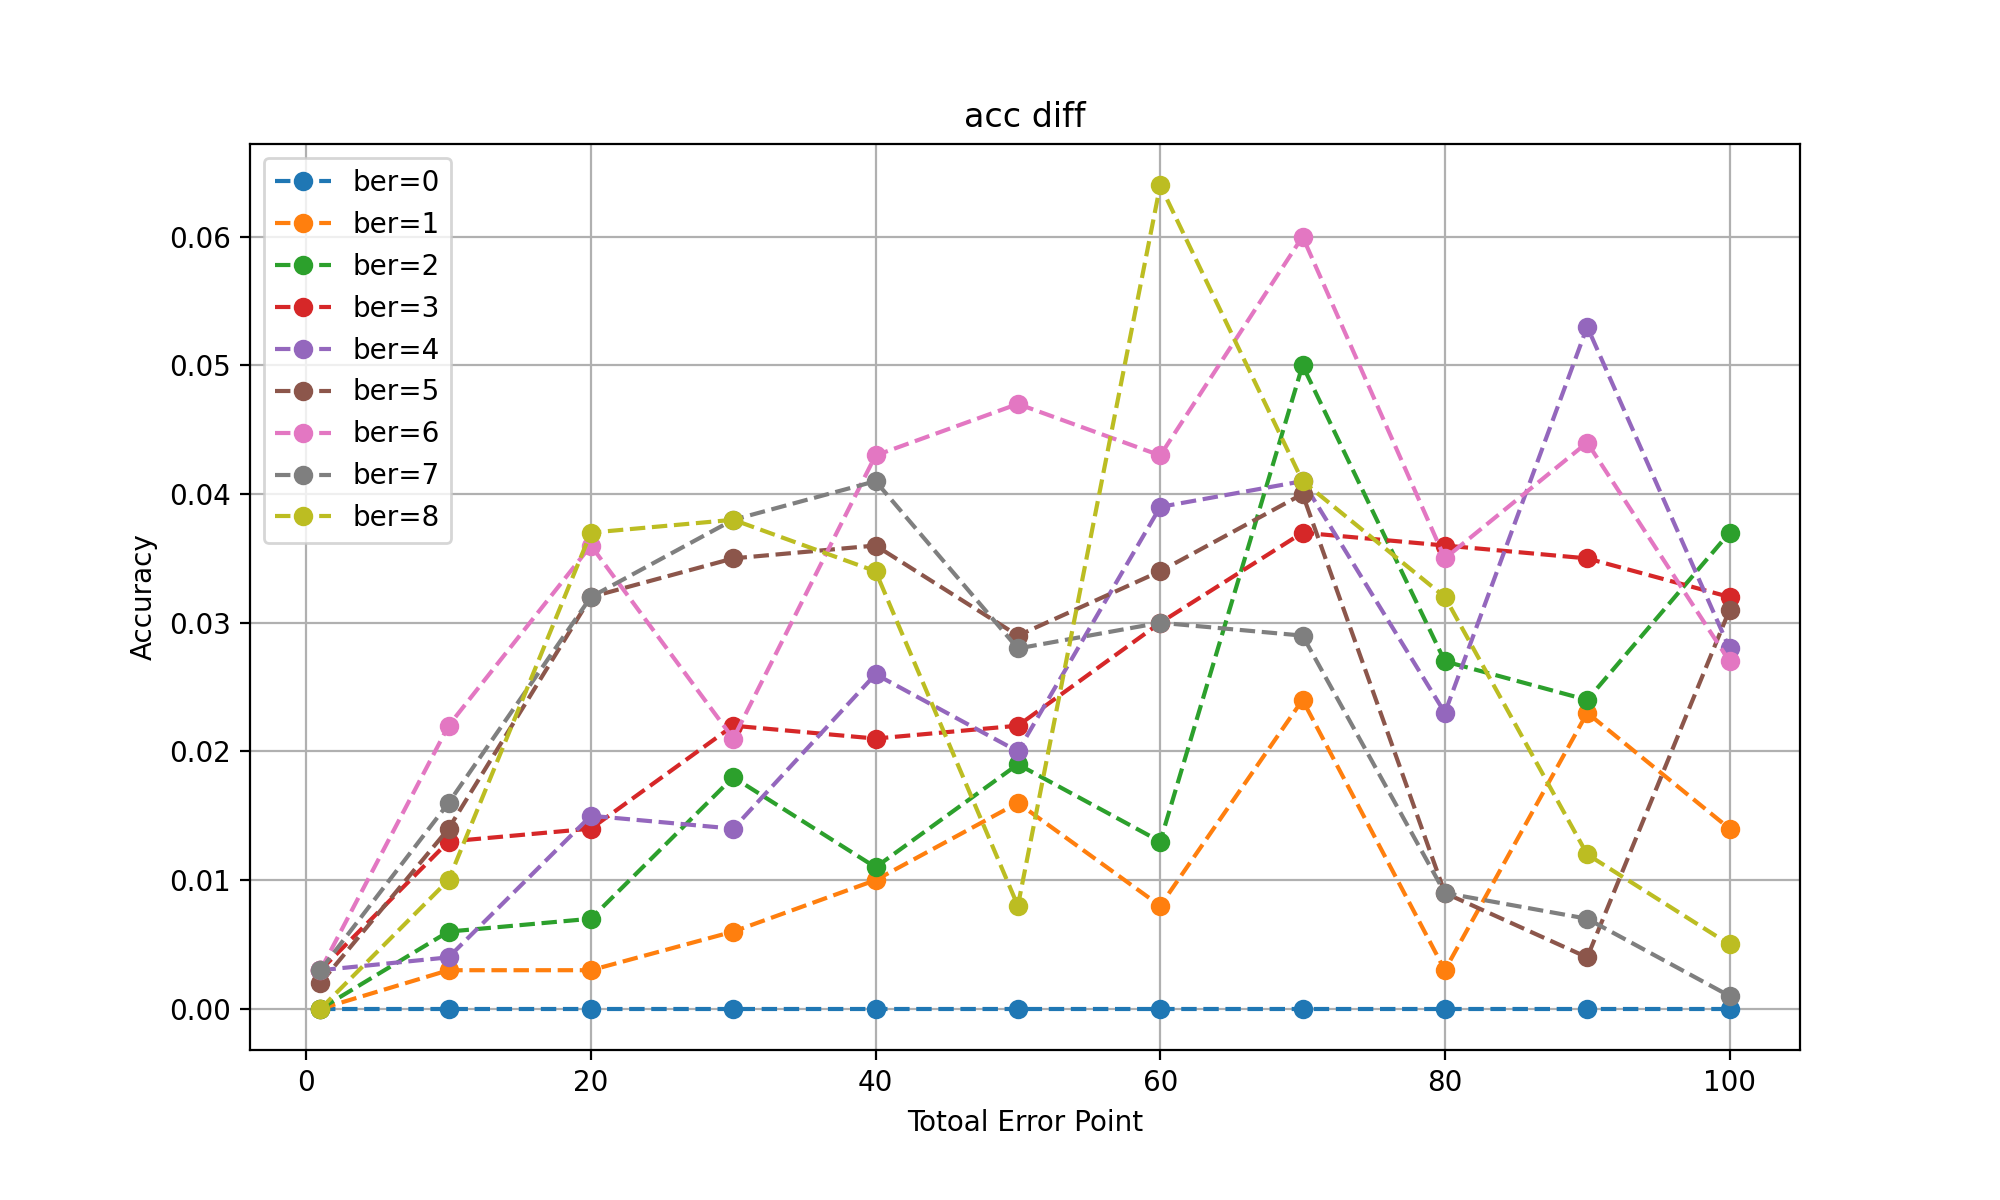 acc diff
ber=0
ber=1
ber=2
ber=3
ber=4
ber=5
ber=6
ber=7
ber=8
0.06
0.05
0.04
0.03
0.02
0.01
0.00
Accuracy
0 20 40 60 80 100
Totoal Error Point